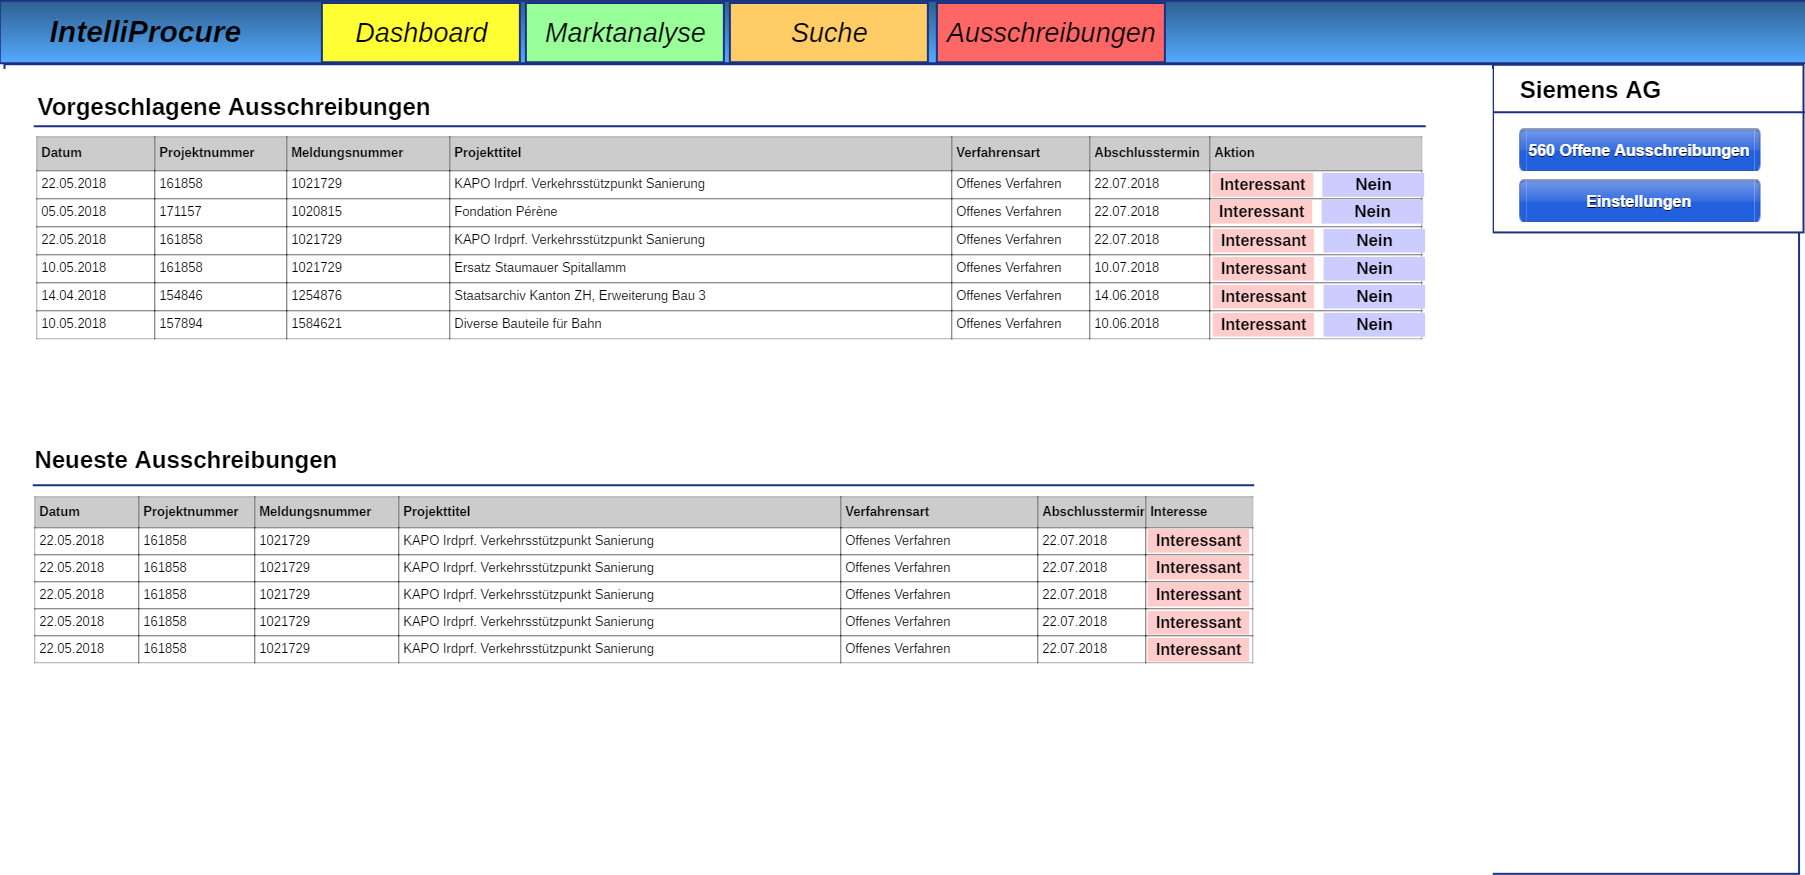 IntelliProcure Dashboard Marktanalyse Suche Ausschreibungen
Siemens AG
560 Offene Ausschreibungen
Einstellungen
Vorgeschlagene Ausschreibungen
Datum Projektnummer Meldungsnummer Projekttitel Verfahrensart Abschlusstermin Aktion
22.05.2018 161858 1021729 KAPO Irdprf. Verkehrsstützpunkt Sanierung Offenes Verfahren 22.07.2018 Interessant Nein
05.05.2018 171157 1020815 Fondation Pérène Offenes Verfahren 22.07.2018 Interessant Nein
22.05.2018 161858 1021729 KAPO Irdprf. Verkehrsstützpunkt Sanierung Offenes Verfahren 22.07.2018 Interessant Nein
10.05.2018 161858 1021729 Ersatz Staumauer Spitallamm Offenes Verfahren 10.07.2018 Interessant Nein
14.04.2018 154846 1254876 Staatsarchiv Kanton ZH, Erweiterung Bau 3 Offenes Verfahren 14.06.2018 Interessant Nein
10.05.2018 157894 1584621 Diverse Bauteile für Bahn Offenes Verfahren 10.06.2018 Interessant Nein
Neueste Ausschreibungen
Datum Projektnummer Meldungsnummer Projekttitel Verfahrensart Abschlusstermin Interesse
22.05.2018 161858 1021729 KAPO Irdprf. Verkehrsstützpunkt Sanierung Offenes Verfahren 22.07.2018 Interessant
22.05.2018 161858 1021729 KAPO Irdprf. Verkehrsstützpunkt Sanierung Offenes Verfahren 22.07.2018 Interessant
22.05.2018 161858 1021729 KAPO Irdprf. Verkehrsstützpunkt Sanierung Offenes Verfahren 22.07.2018 Interessant
22.05.2018 161858 1021729 KAPO Irdprf. Verkehrsstützpunkt Sanierung Offenes Verfahren 22.07.2018 Interessant
22.05.2018 161858 1021729 KAPO Irdprf. Verkehrsstützpunkt Sanierung Offenes Verfahren 22.07.2018 Interessant